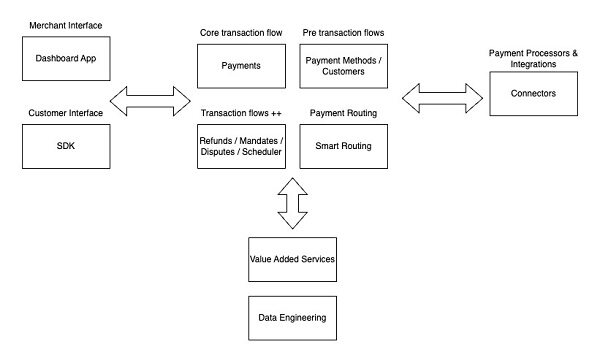 Merchant Interface
Dashboard App
Customer Interface
SDK
Core transaction flow
Payments
Pre transaction flows
Payment Methods /
Customers
Transaction flows ++
Refunds / Mandates /
Disputes / Scheduler
Payment Routing
Smart Routing
Payment Processors &
Integrations
Connectors
Value Added Services
Data Engineering